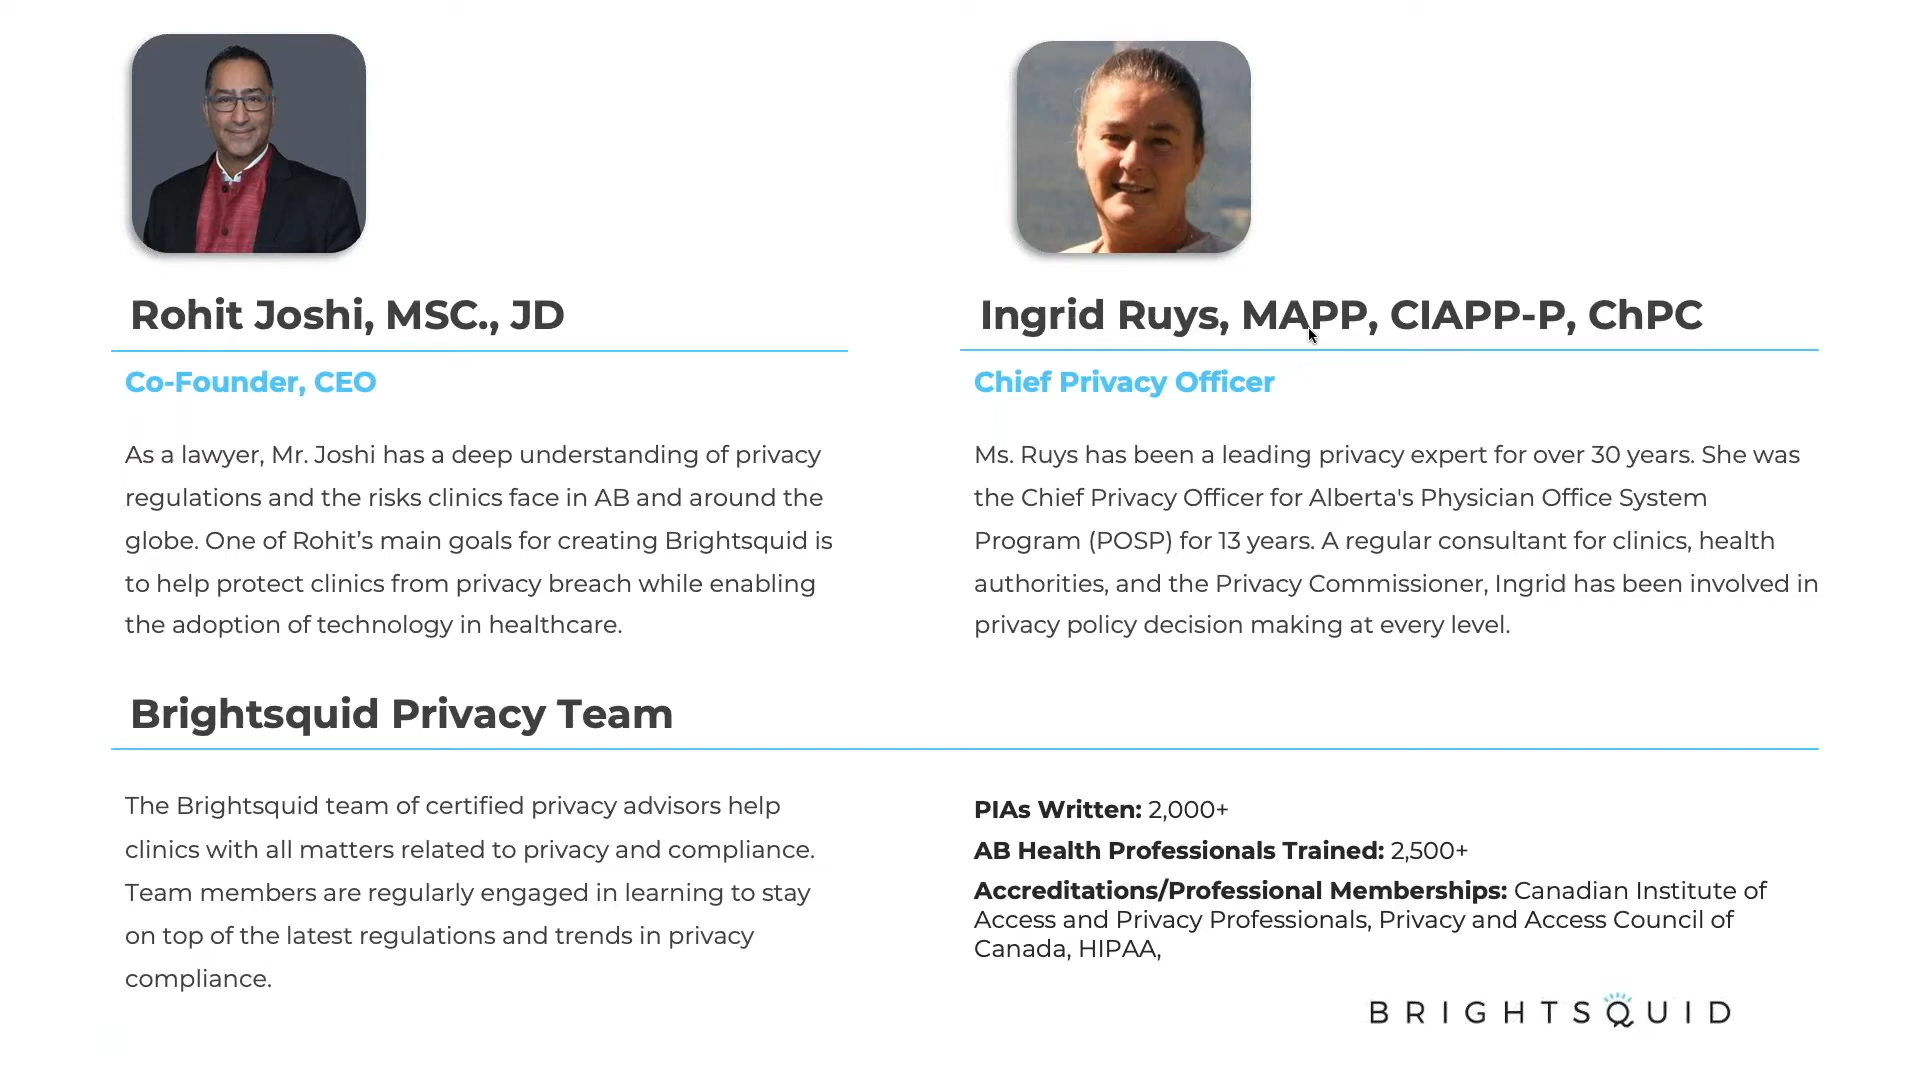 Rohit Joshi, MSC., JD
Co-Founder, CEO
As a lawyer, Mr. Joshi has a deep understanding of privacy
regulations and the risks clinics face in AB and around the
globe. One of Rohit’s main goals for creating Brightsquid is
to help protect clinics from privacy breach while enabling
the adoption of technology in healthcare.
Ingrid Ruys, MAPP, CIAPP-P, ChPC
Chief Privacy Officer
Ms. Ruys has been a leading privacy expert for over 30 years. She was
the Chief Privacy Officer for Alberta's Physician Office System
Program (POSP) for 13 years. A regular consultant for clinics, health
authorities, and the Privacy Commissioner, Ingrid has been involved in
privacy policy decision making at every level.
Brightsquid Privacy Team
The Brightsquid team of certified privacy advisors help
clinics with all matters related to privacy and compliance.
Team members are regularly engaged in learning to stay
on top of the latest regulations and trends in privacy
compliance.
PIAs Written: 2,000+
AB Health Professionals Trained: 2,500+
Accreditations/Professional Memberships: Canadian Institute of
Access and Privacy Professionals, Privacy and Access Council of
Canada, HIPAA,
BRIGHTSQUID